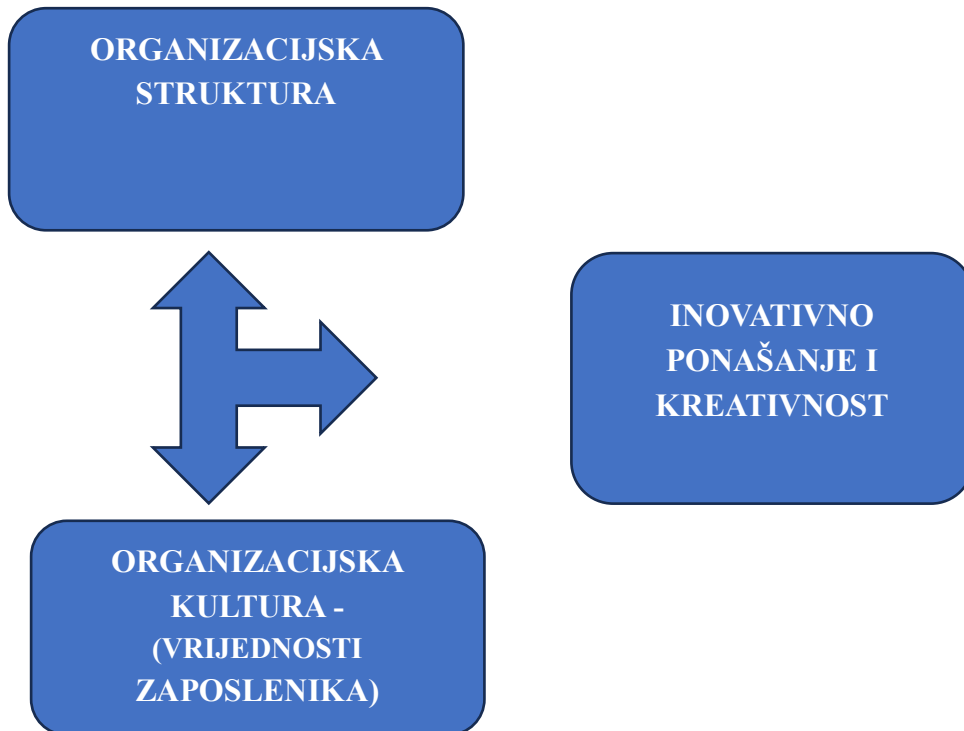 ORGANIZACIJSKA
STRUKTURA
INOVATIVNO
PONAŠANJE I
KREATIVNOST
ORGANIZACIJSKA
KULTURA -
(VRIJEDNOSTI
ZAPOSLENIKA)